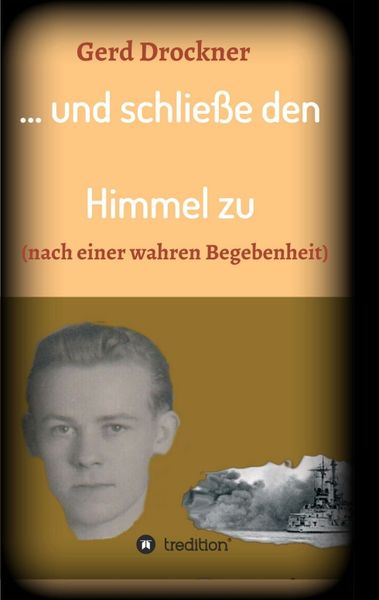 Gerd Drockner
... und schließe den
Himmel zu
(nach einer wahren Begebenheit)
tredition®